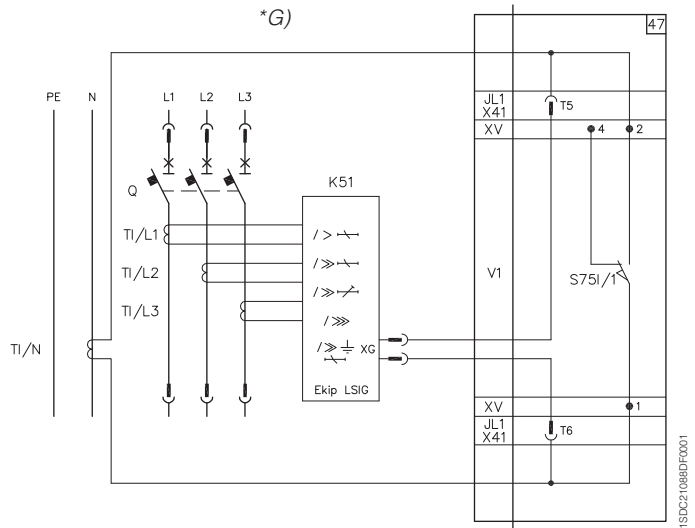 *G)
47
PE N L1 L2 L3
JL1
X41
T5
XV
4
2
Q
K51
TI/L1
I >
TI/L2
I ≫
V1
S75I/1
I ≫
TI/L3
I ⋙
TI/N
I ≫
XG
Ekip LSIG
XV
1
JL1
X41
T6
1SDC21088DF0001